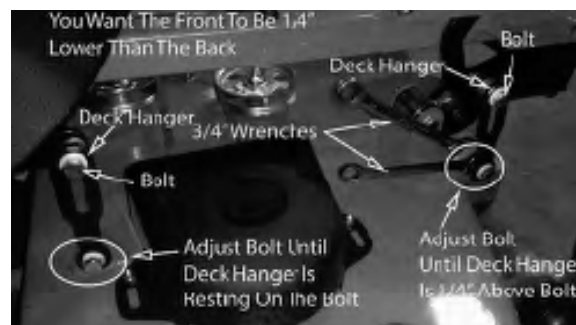 You Want The Front To Be 1/4"
Lower Than The Back
Bolt
Deck Hanger
Deck Hanger
3/4" Wrenches
Bolt
Adjust Bolt Until
Deck Hanger Is
Resting On The Bolt
Adjust Bolt
Until Deck Hange
Is 1/4" Above Bolt